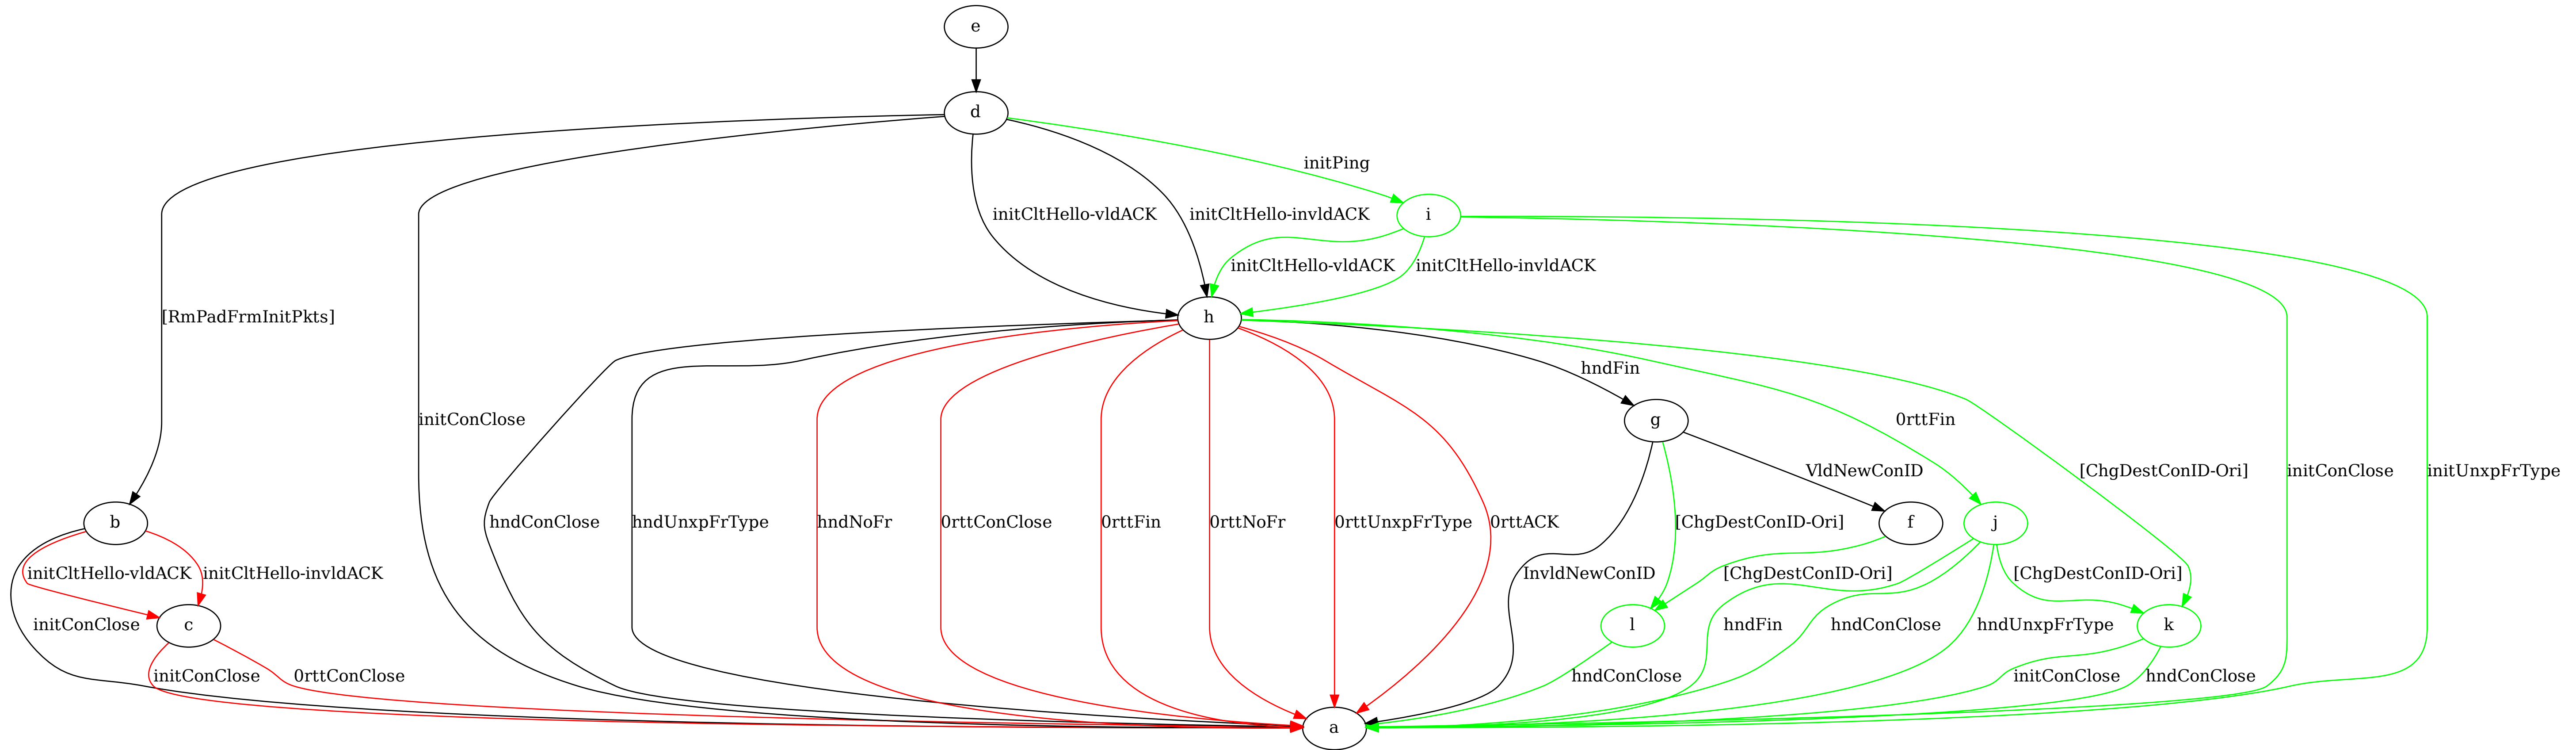 e
d
initPing
initCltHello-vldACK
initCltHello-invldACK
i
initCltHello-vldACK
initCltHello-invldACK
[RmPadFrmInitPkts]
h
hndFin
initConClose
g
0rttFin
[ChgDestConID-Ori]
VldNewConID
initConClose
initUnxpFrType
b
hndConClose
hndUnxpFrType
hndNoFr
0rttConClose
0rttFin
0rttNoFr
0rttUnxpFrType
0rttACK
[ChgDestConID-Ori]
f
j
initCltHello-vldACK
initCltHello-invldACK
InvldNewConID
[ChgDestConID-Ori]
[ChgDestConID-Ori]
initConClose
c
l
hndFin
hndConClose
hndUnxpFrType
k
initConClose
0rttConClose
hndConClose
initConClose
hndConClose
a